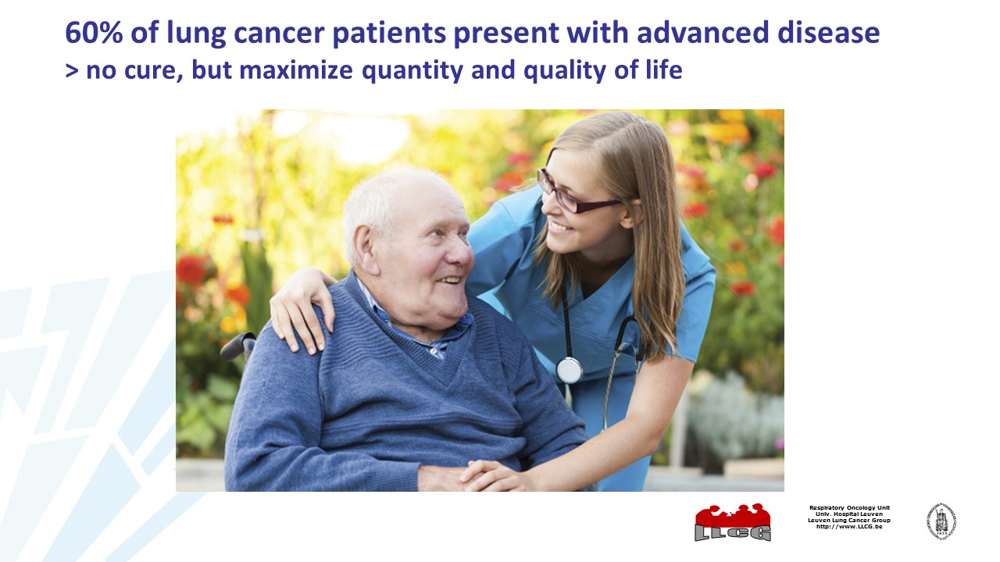 60% of lung cancer patients present with advanced disease
> no cure, but maximize quantity and quality of life
LLCG
Respiratory Oncology Unit
Univ. Hospital Leuven
Leuven Lung Cancer Group
http://www.LLCG.be